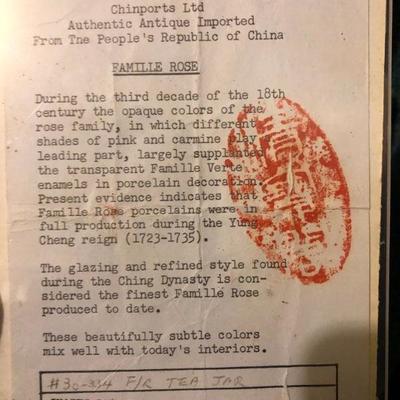 Chinports Ltd
Authentic Antique Imported
From The People's Republic of China
FAMILLE ROSE
During the third decade of the 18th
century the opaque colors of the
rose family, in which different
shades of pink and carmine play
leading part, largely supplanted
the transparent Famille Verte
enamels in porcelain decoration.
Present evidence indicates that
Famille Rose porcelains were in
full production during the Yung
Cheng reign (1723-1735).
The glazing and refined style found
during the Ching Dynasty is con-
sidered the finest Famille Rose
produced to date.
These beautifully subtle colors
mix well with today's interiors.
#30-334 F/R TEA JAR